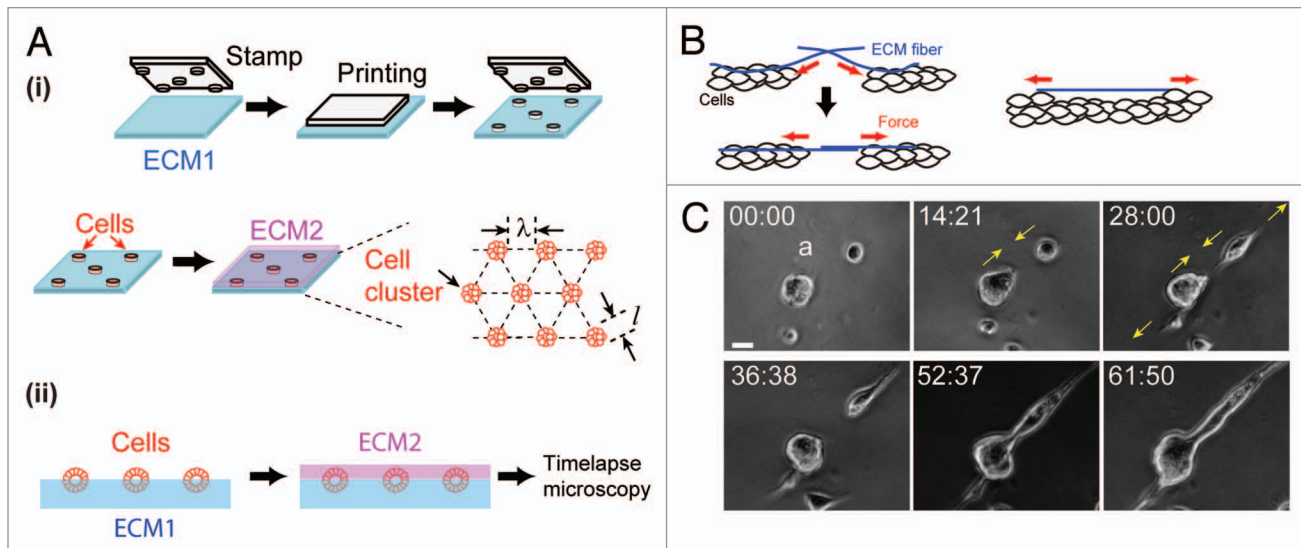 A
(i)
Stamp
Printing
ECM1
Cells
ECM2
Cell
cluster
λ
l
(ii)
Cells
ECM2
Timelapse
microscopy
ECM1
B
ECM fiber
Cells
Force
C
00:00
a
14:21
28:00
36:38
52:37
61:50